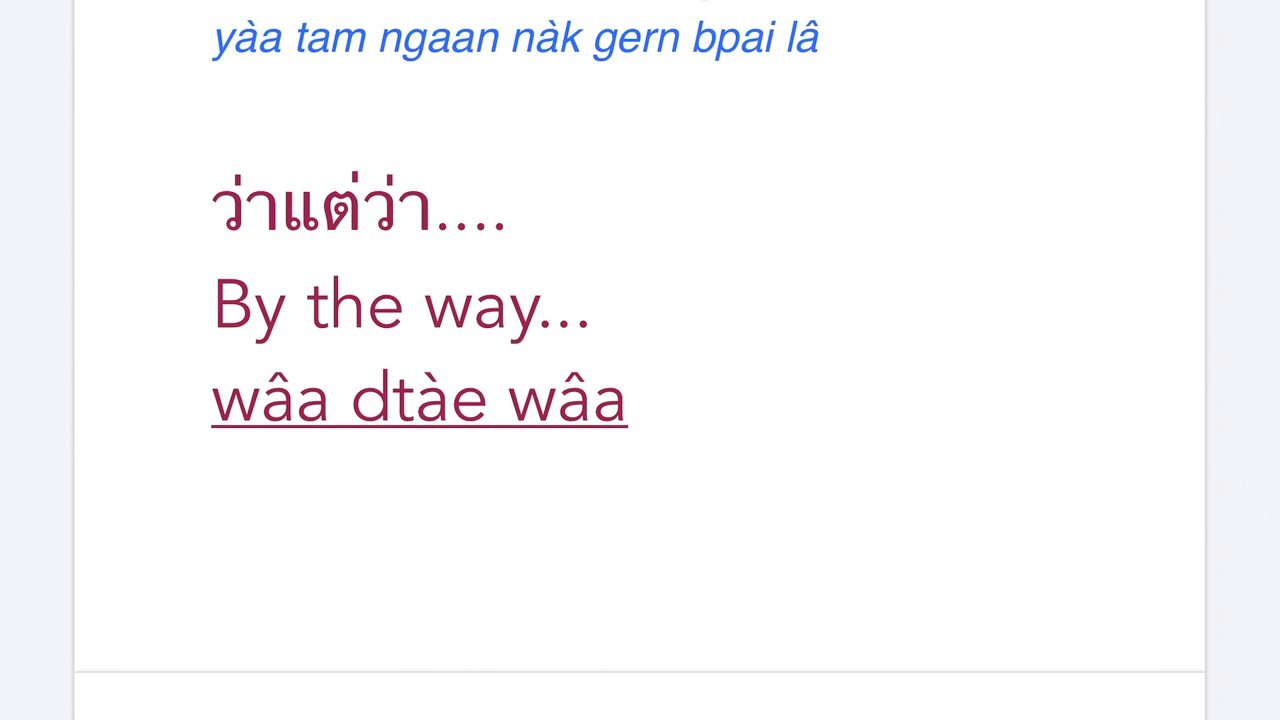 yàa tam ngaan nàk gern bpai lâ
ว่าแต่ว่า....
By the way...
wâa dtàe wâa